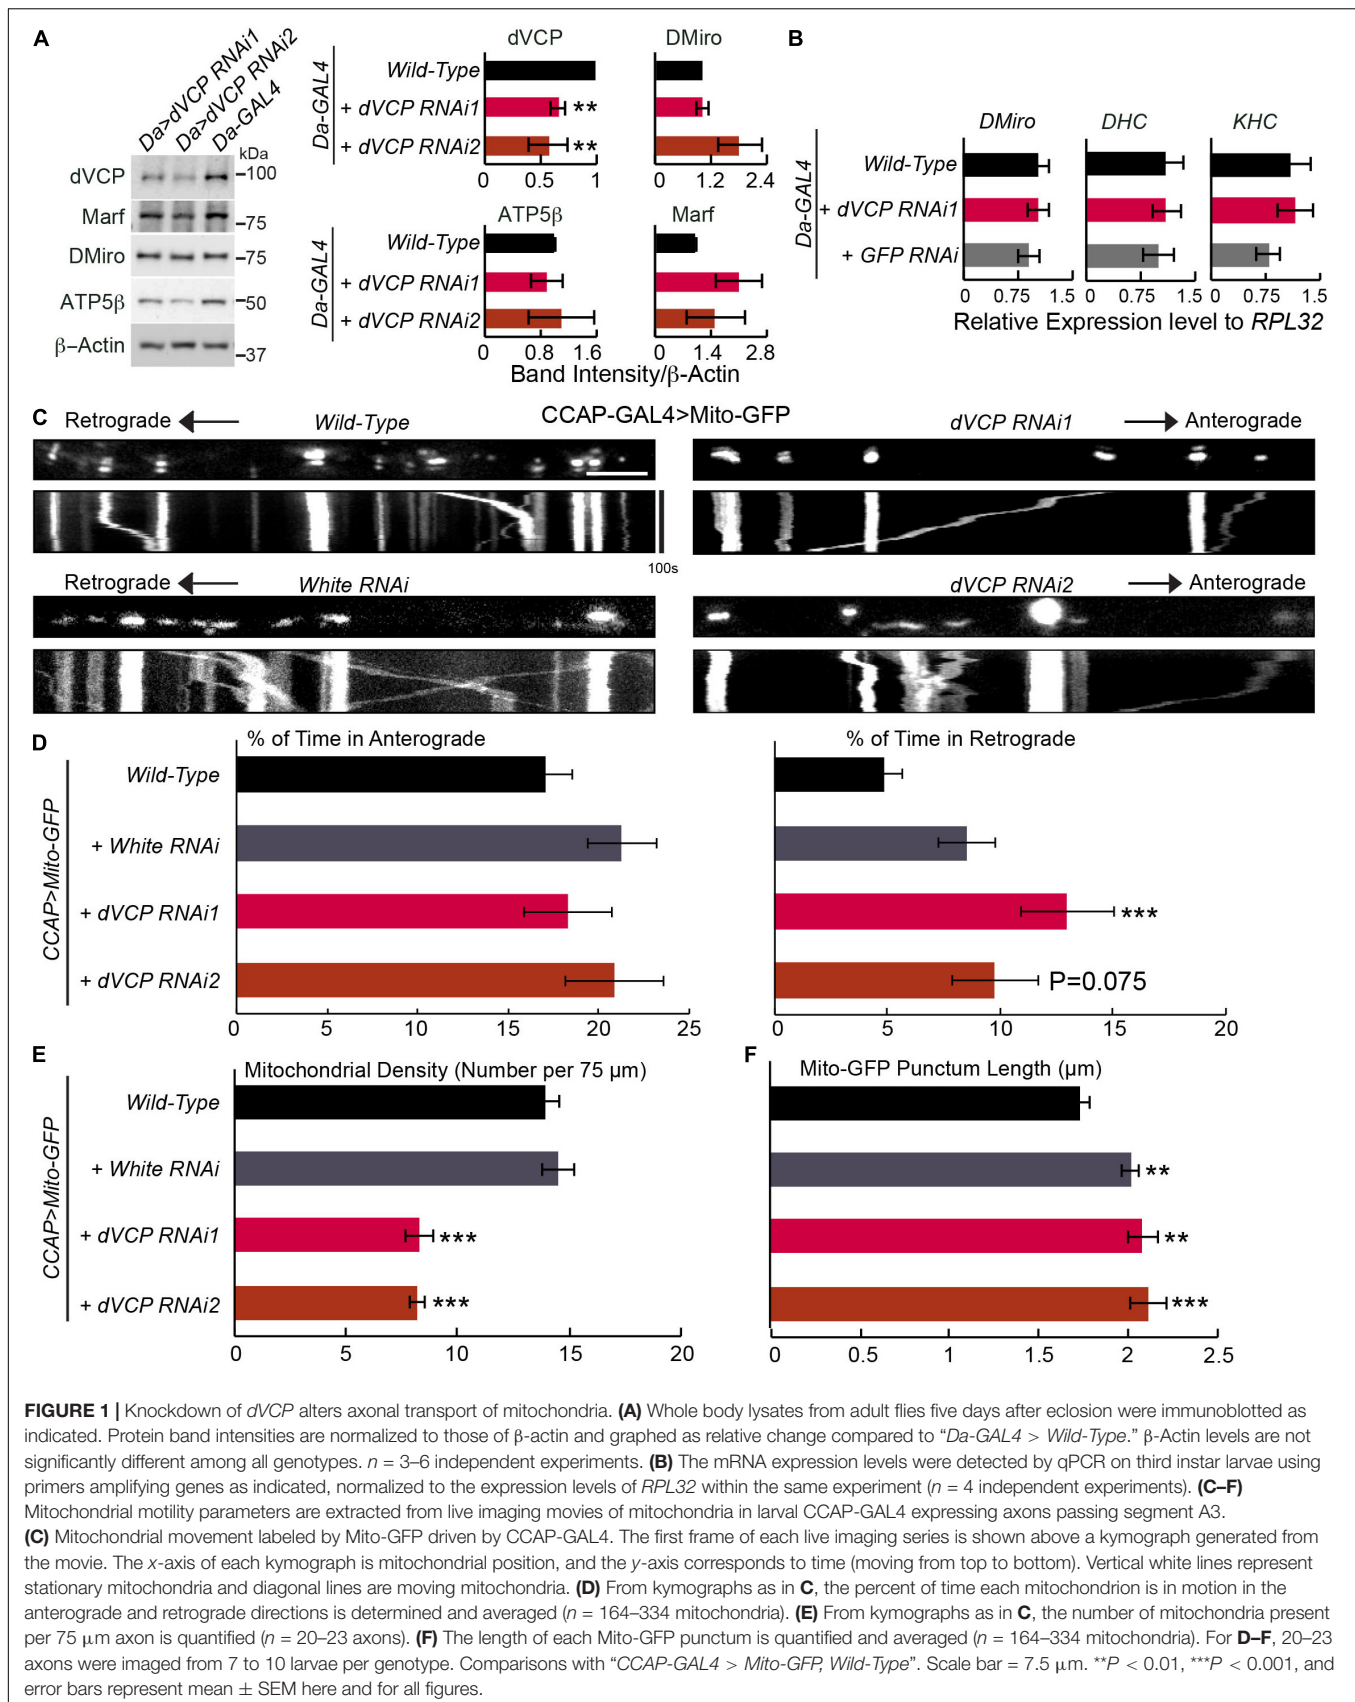 A
Da>dVCP RNAi1
Da>dVCP RNAi2
Da-GAL4
kDa
dVCP
100
Marf
75
DMiro
75
ATP5β
50
β–Actin
37
Da-GAL4
dVCP
DMiro
Wild-Type
+ dVCP RNAi1
**
+ dVCP RNAi2
**
0 0.5 1
0 1.2 2.4
Da-GAL4
ATP5β
Marf
Wild-Type
+ dVCP RNAi1
+ dVCP RNAi2
0 0.8 1.6
0 1.4 2.8
Band Intensity/β-Actin
B
Da-GAL4
DMiro DHC KHC
Wild-Type
+ dVCP RNAi1
+ GFP RNAi
0 0.75 1.5
0 0.75 1.5
0 0.75 1.5
Relative Expression level to RPL32
C
CCAP-GAL4>Mito-GFP
Retrograde Wild-Type
dVCP RNAi1 Anterograde
100s
Retrograde White RNAi
dVCP RNAi2 Anterograde
D
CCAP>Mito-GFP
% of Time in Anterograde
% of Time in Retrograde
Wild-Type
+ White RNAi
+ dVCP RNAi1
***
+ dVCP RNAi2
P=0.075
0 5 10 15 20 25
0 5 10 15 20
E
CCAP>Mito-GFP
Mitochondrial Density (Number per 75 µm)
Wild-Type
+ White RNAi
+ dVCP RNAi1
***
+ dVCP RNAi2
***
0 5 10 15 20
F
Mito-GFP Punctum Length (µm)
**
**
***
0 0.5 1 1.5 2 2.5
FIGURE 1 | Knockdown of dVCP alters axonal transport of mitochondria. (A) Whole body lysates from adult flies five days after eclosion were immunoblotted as
indicated. Protein band intensities are normalized to those of β-actin and graphed as relative change compared to “Da-GAL4 > Wild-Type.” β-Actin levels are not
significantly different among all genotypes. n = 3–6 independent experiments. (B) The mRNA expression levels were detected by qPCR on third instar larvae using
primers amplifying genes as indicated, normalized to the expression levels of RPL32 within the same experiment (n = 4 independent experiments). (C–F)
Mitochondrial motility parameters are extracted from live imaging movies of mitochondria in larval CCAP-GAL4 expressing axons passing segment A3.
(C) Mitochondrial movement labeled by Mito-GFP driven by CCAP-GAL4. The first frame of each live imaging series is shown above a kymograph generated from
the movie. The x-axis of each kymograph is mitochondrial position, and the y-axis corresponds to time (moving from top to bottom). Vertical white lines represent
stationary mitochondria and diagonal lines are moving mitochondria. (D) From kymographs as in C, the percent of time each mitochondrion is in motion in the
anterograde and retrograde directions is determined and averaged (n = 164–334 mitochondria). (E) From kymographs as in C, the number of mitochondria present
per 75 µm axon is quantified (n = 20–23 axons). (F) The length of each Mito-GFP punctum is quantified and averaged (n = 164–334 mitochondria). For D–F, 20–23
axons were imaged from 7 to 10 larvae per genotype. Comparisons with “CCAP-GAL4 > Mito-GFP, Wild-Type”. Scale bar = 7.5 µm. **P < 0.01, ***P < 0.001, and
error bars represent mean ± SEM here and for all figures.